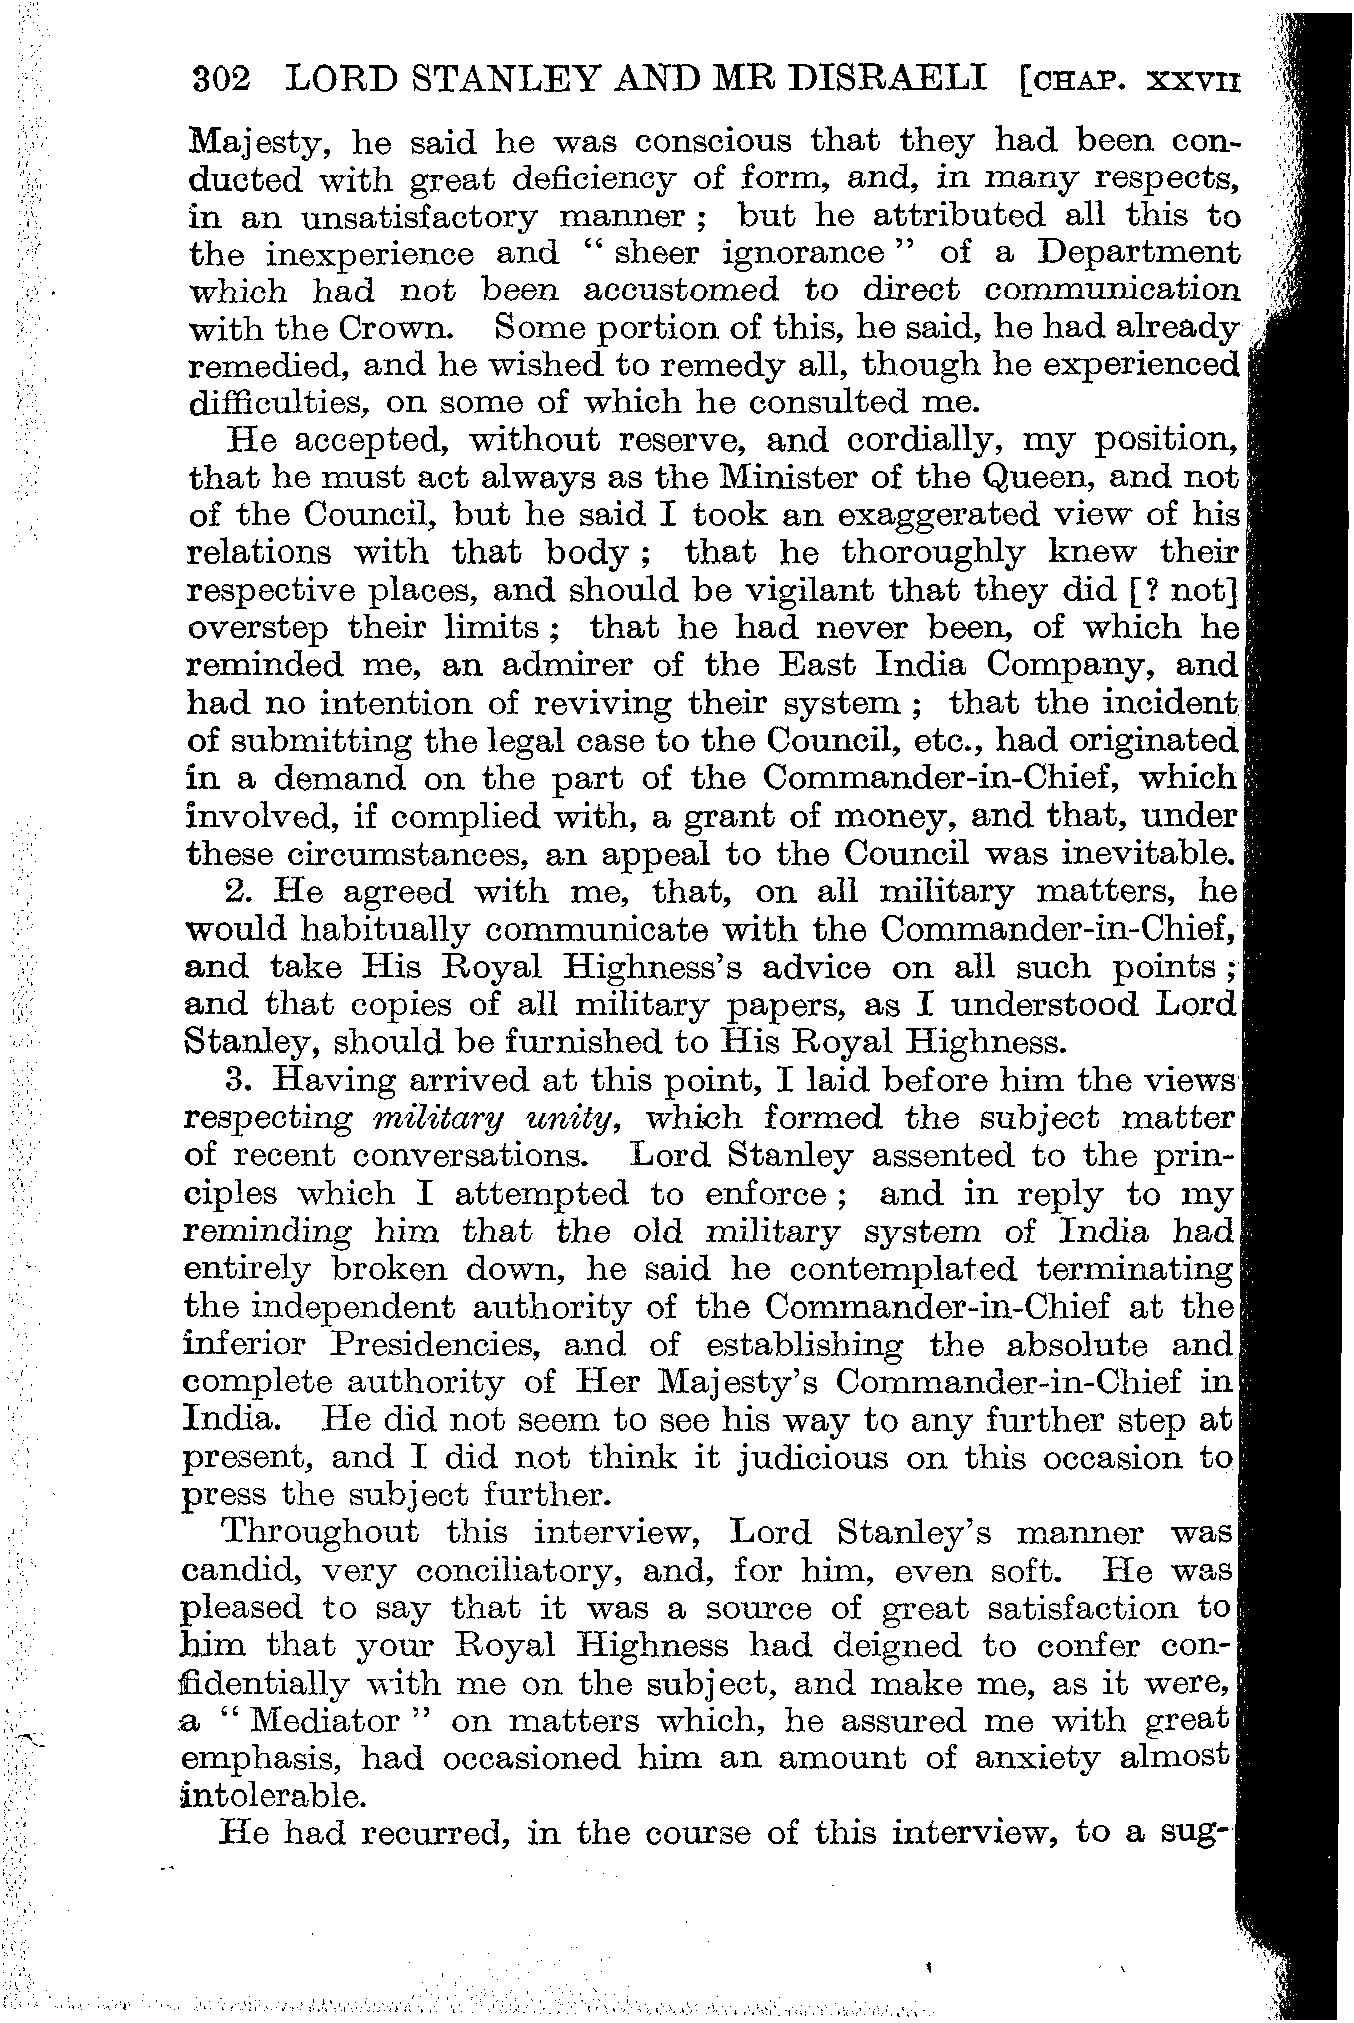 302 LORD STANLEY AND MR DISRAELI [CHAP. XXVII
Majesty, he said he was conscious that they had been con-
ducted with great deficiency of form, and, in many respects,
in an unsatisfactory manner ; but he attributed all this to
the inexperience and “ sheer ignorance ” of a Department
which had not been accustomed to direct communication
with the Crown. Some portion of this, he said, he had already
remedied, and he wished to remedy all, though he experienced
difficulties, on some of which he consulted me.
He accepted, without reserve, and cordially, my position,
that he must act always as the Minister of the Queen, and not
of the Council, but he said I took an exaggerated view of his
relations with that body ; that he thoroughly knew their
respective places, and should be vigilant that they did [? not]
overstep their limits ; that he had never been, of which he
reminded me, an admirer of the East India Company, and
had no intention of reviving their system ; that the incident
of submitting the legal case to the Council, etc., had originated
in a demand on the part of the Commander-in-Chief, which
involved, if complied with, a grant of money, and that, under
these circumstances, an appeal to the Council was inevitable.
2. He agreed with me, that, on all military matters, he
would habitually communicate with the Commander-in-Chief,
and take His Royal Highness’s advice on all such points ;
and that copies of all military papers, as I understood Lord
Stanley, should be furnished to His Royal Highness.
3. Having arrived at this point, I laid before him the views
respecting military unity, which formed the subject matter
of recent conversations. Lord Stanley assented to the prin-
ciples which I attempted to enforce ; and in reply to my
reminding him that the old military system of India had
entirely broken down, he said he contemplated terminating
the independent authority of the Commander-in-Chief at the
inferior Presidencies, and of establishing the absolute and
complete authority of Her Majesty’s Commander-in-Chief in
India. He did not seem to see his way to any further step at
present, and I did not think it judicious on this occasion to
press the subject further.
Throughout this interview, Lord Stanley’s manner was
candid, very conciliatory, and, for him, even soft. He was
pleased to say that it was a source of great satisfaction to
him that your Royal Highness had deigned to confer con-
fidentially with me on the subject, and make me, as it were,
a “ Mediator ” on matters which, he assured me with great
emphasis, had occasioned him an amount of anxiety almost
intolerable.
He had recurred, in the course of this interview, to a sug-